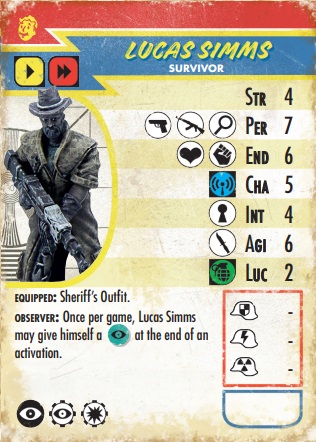 LUCAS SIMMS
SURVIVOR
STR 4
PER 7
END 6
CHA 5
INT 4
AGI 6
LUC 2
EQUIPPED: Sheriff's Outfit.
OBSERVER: Once per game, Lucas Simms
may give himself a at the end of an
activation.
-
-
-